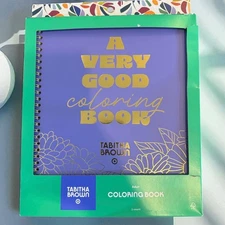 A
VERY
GOOD
coloring
BOOK
TABITHA
BROWN
TABITHA
BROWN
COLORING BOOK